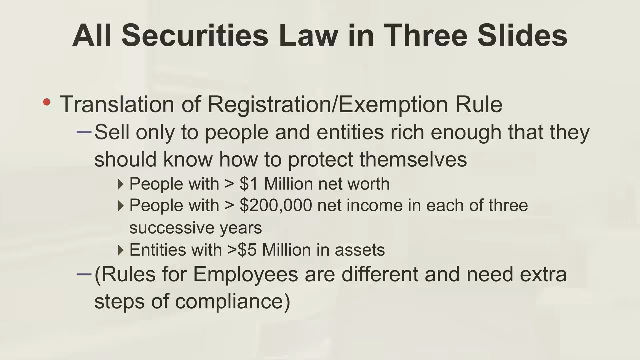 All Securities Law in Three Slides
• Translation of Registration/Exemption Rule
–Sell only to people and entities rich enough that they
should know how to protect themselves
People with > $1 Million net worth
People with > $200,000 net income in each of three
successive years
Entities with >$5 Million in assets
–(Rules for Employees are different and need extra
steps of compliance)